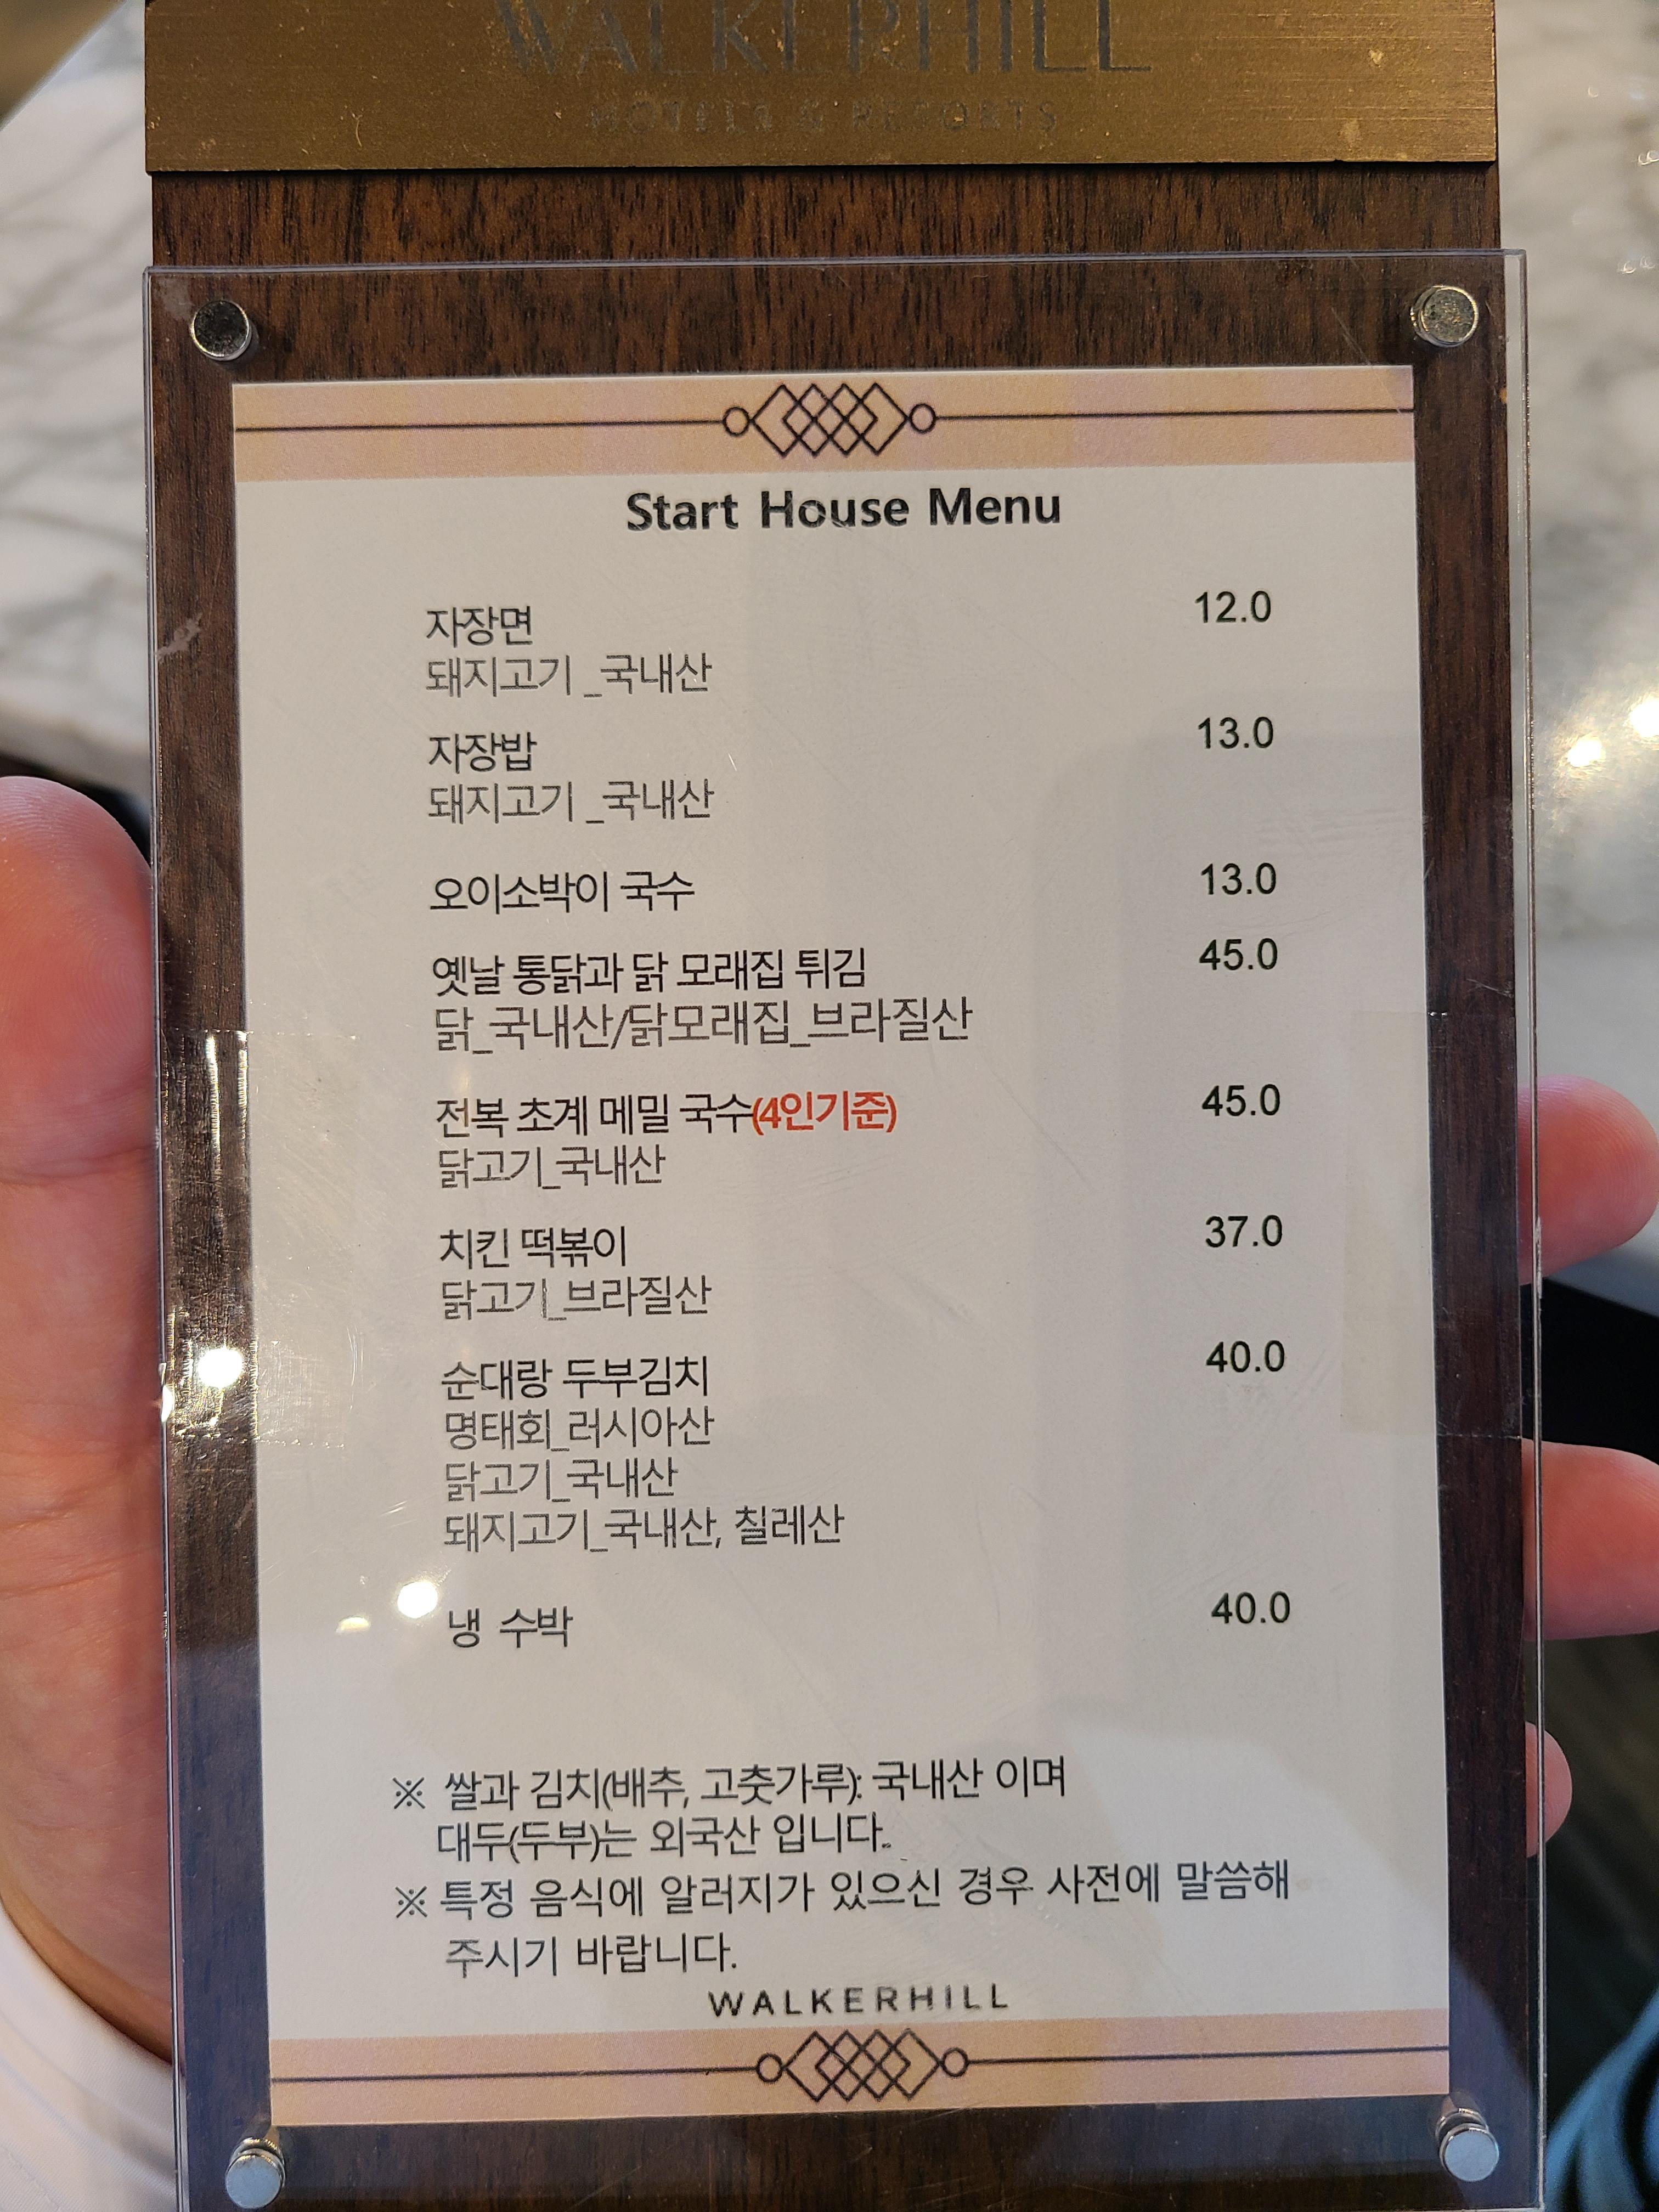 WALKERHILL
HOTELS & RESORTS
Start House Menu
자장면 12.0
돼지고기 _국내산
자장밥 13.0
돼지고기 _국내산
오이소박이 국수 13.0
옛날 통닭과 닭 모래집 튀김 45.0
닭_국내산/닭모래집_브라질산
전복 초계 메밀 국수(4인기준) 45.0
닭고기_국내산
치킨 떡볶이 37.0
닭고기_브라질산
순대랑 두부김치 40.0
명태회_러시아산
닭고기_국내산
돼지고기_국내산, 칠레산
냉 수박 40.0
※ 쌀과 김치(배추, 고춧가루): 국내산 이며
대두(두부)는 외국산 입니다.
※ 특정 음식에 알러지가 있으신 경우 사전에 말씀해
주시기 바랍니다.
WALKERHILL